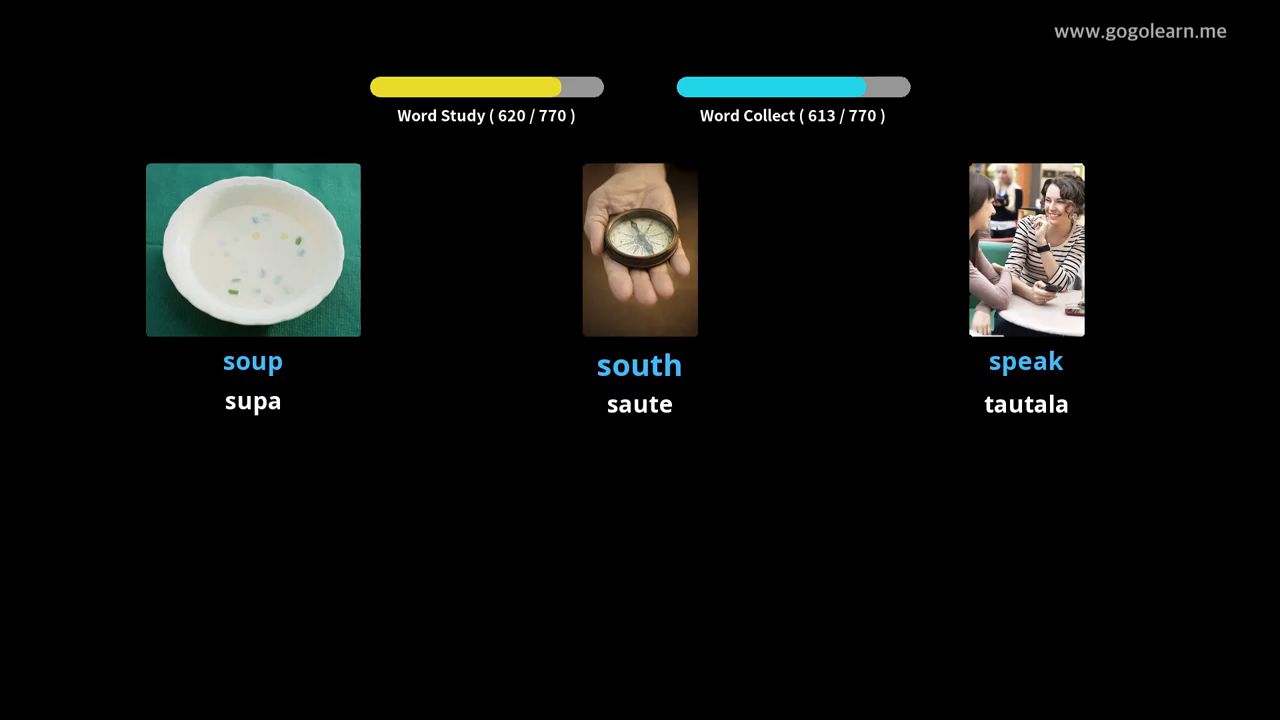 www.gogolearn.me
Word Study ( 620 / 770 )
Word Collect ( 613 / 770 )
soup
supa
south
saute
speak
tautala